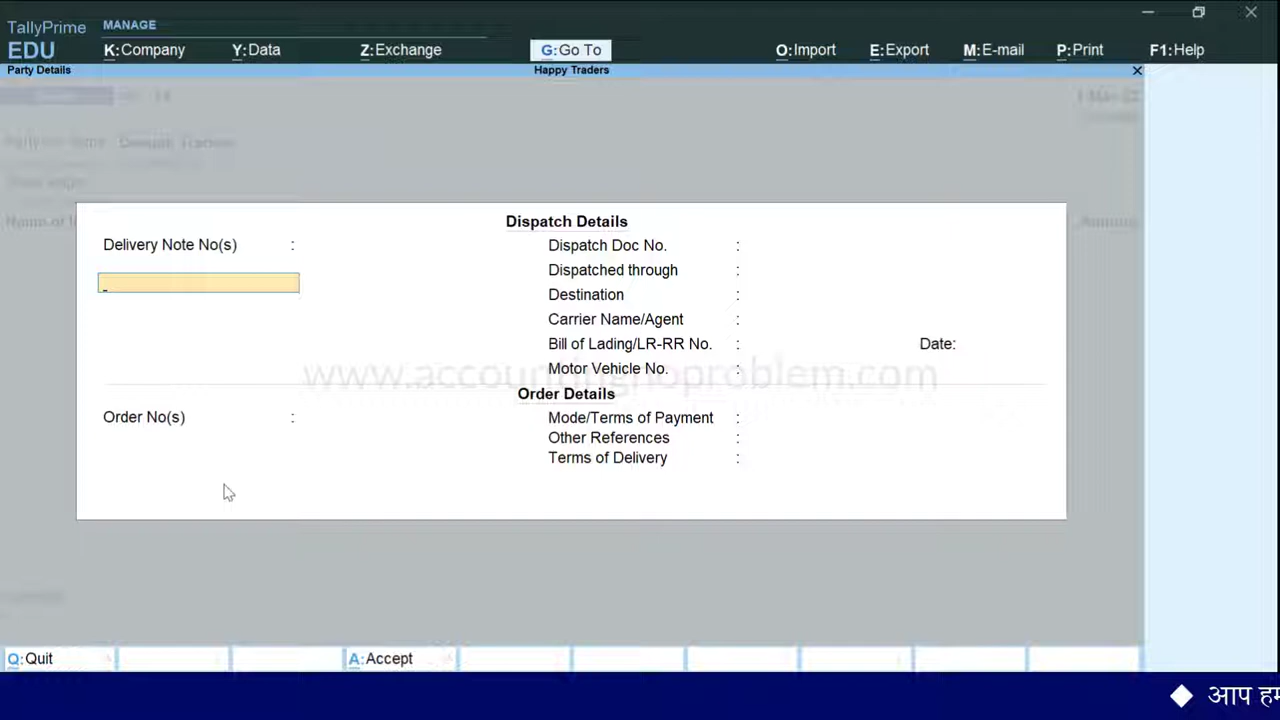 TallyPrime
EDU
MANAGE
K:Company Y:Data Z:Exchange G:Go To O:Import E:Export M:E-mail P:Print F1:Help
Party Details Happy Traders
Dispatch Details
Delivery Note No(s) :
Dispatch Doc No. :
Dispatched through :
Destination :
Carrier Name/Agent :
Bill of Lading/LR-RR No. : Date:
Motor Vehicle No. :
www.accountingnoproblem.com
Order Details
Order No(s) :
Mode/Terms of Payment :
Other References :
Terms of Delivery :
Q:Quit A:Accept
◆ आप हम